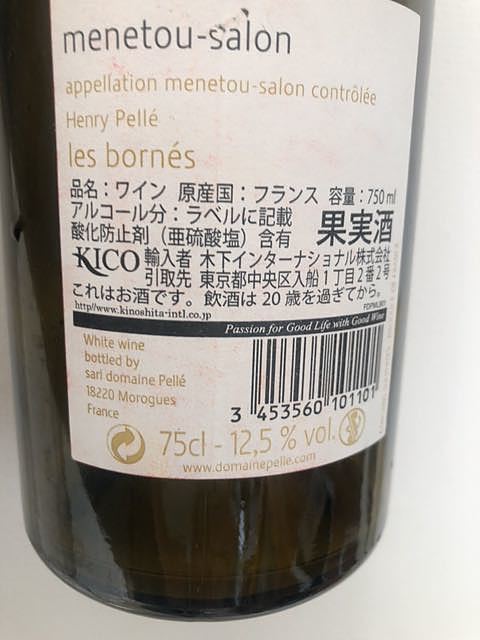 menetou-salon
appellation menetou-salon contrôlée
Henry Pellé
les bornés
品名：ワイン 原産国：フランス 容量：750 ml
アルコール分：ラベルに記載
酸化防止剤（亜硫酸塩）含有 果実酒
KICO 輸入者 木下インターナショナル株式会社
引取先 東京都中央区入船1丁目2番2号
これはお酒です。飲酒は20歳を過ぎてから。
http//www.kinoshita-intl.co.jp
Passion for Good Life with Good Wine
White wine
bottled by
sarl domaine Pellé
18220 Morogues
France
3 453560 101101
75cl - 12,5 % vol.
www.domainepelle.com